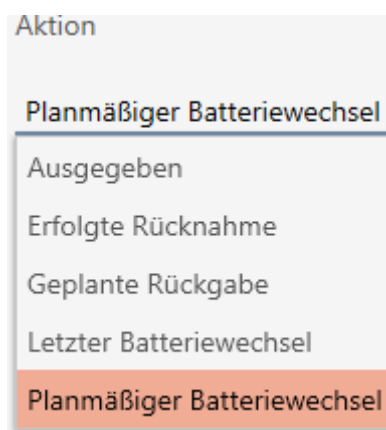 Aktion
Planmäßiger Batteriewechsel
Ausgegeben
Erfolgte Rücknahme
Geplante Rückgabe
Letzter Batteriewechsel
Planmäßiger Batteriewechsel